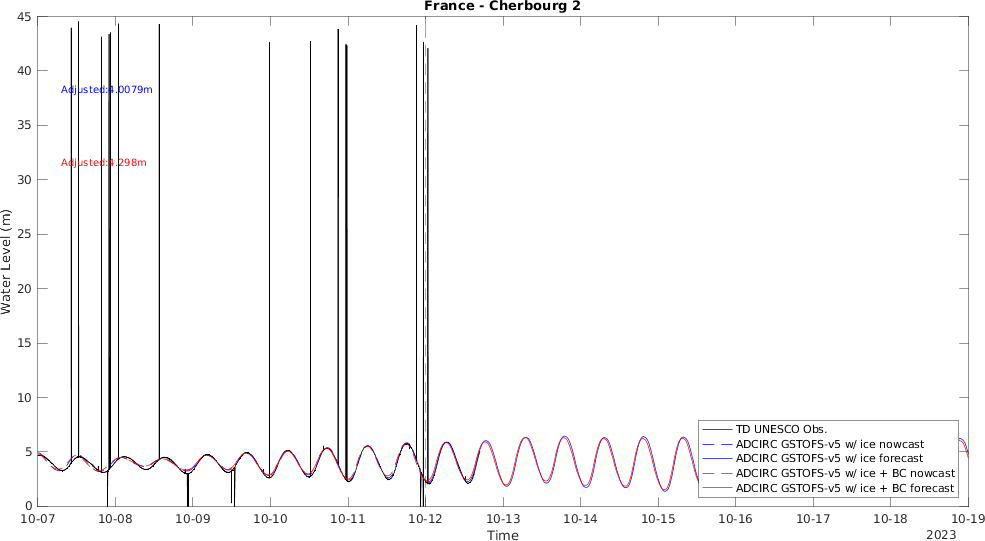 France - Cherbourg 2
45
40
35
30
25
20
15
10
5
0
Water Level (m)
Adjusted:4.0079m
Adjusted:4.298m
TD UNESCO Obs.
ADCIRC GSTOFS-v5 w/ ice nowcast
ADCIRC GSTOFS-v5 w/ ice forecast
ADCIRC GSTOFS-v5 w/ ice + BC nowcast
ADCIRC GSTOFS-v5 w/ ice + BC forecast
10-07 10-08 10-09 10-10 10-11 10-12 10-13 10-14 10-15 10-16 10-17 10-18 10-19
Time
2023